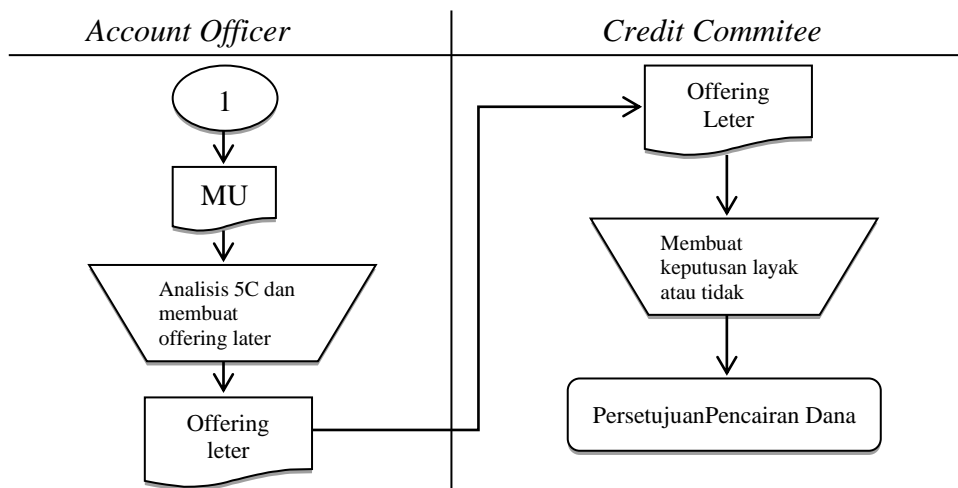 Account Officer
Credit Commitee
1
MU
Analisis 5C dan
membuat
offering later
Offering
leter
Offering
Leter
Membuat
keputusan layak
atau tidak
PersetujuanPencairan Dana